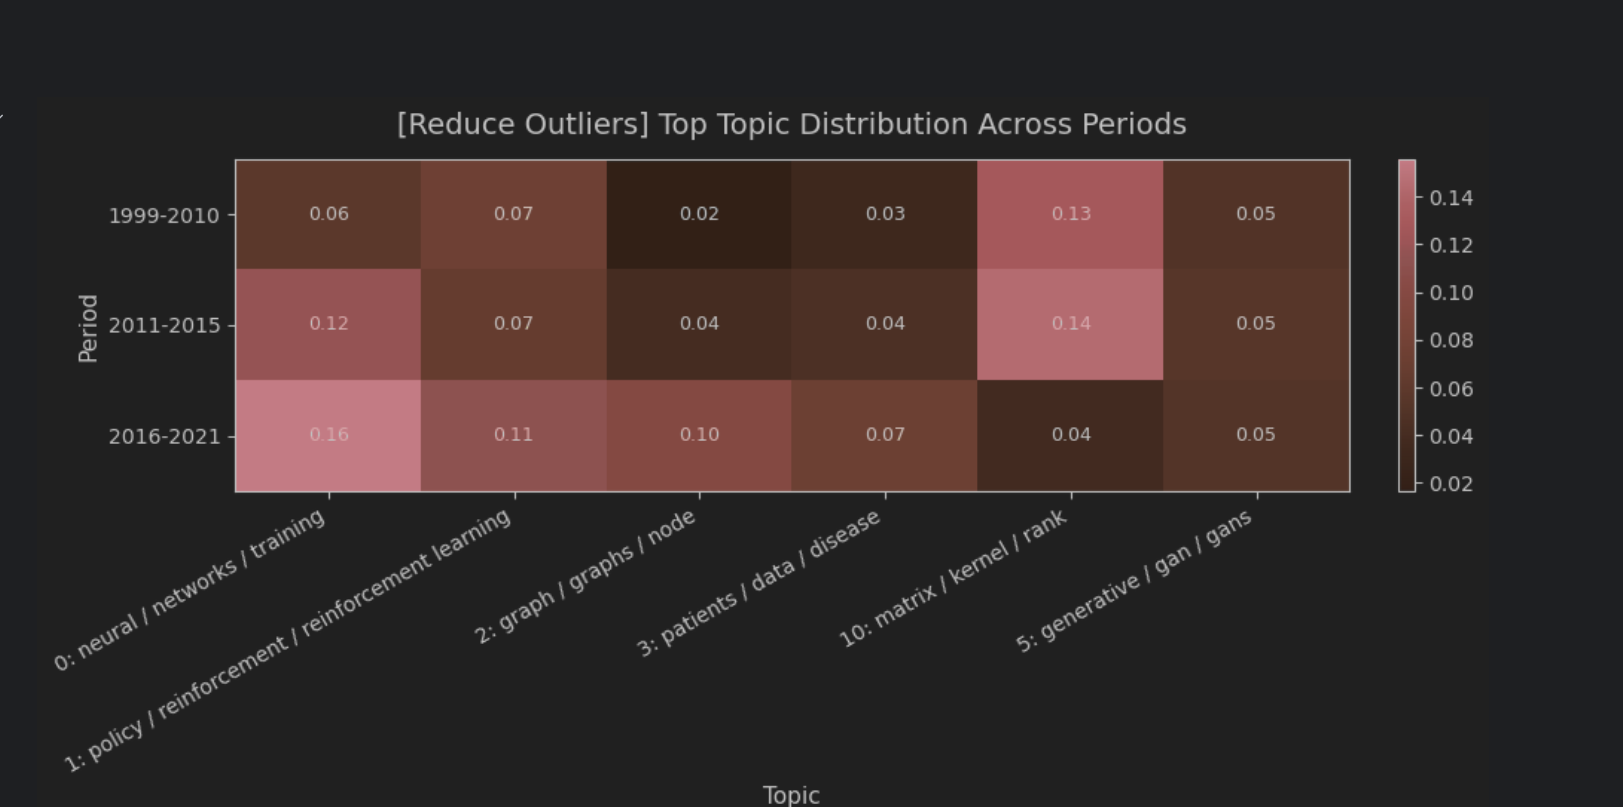 [Reduce Outliers] Top Topic Distribution Across Periods
Period
1999-2010
0.06 0.07 0.02 0.03 0.13 0.05
2011-2015
0.12 0.07 0.04 0.04 0.14 0.05
2016-2021
0.16 0.11 0.10 0.07 0.04 0.05
0.14
0.12
0.10
0.08
0.06
0.04
0.02
0: neural / networks / training
1: policy / reinforcement / reinforcement learning
2: graph / graphs / node
3: patients / data / disease
10: matrix / kernel / rank
5: generative / gan / gans
Topic